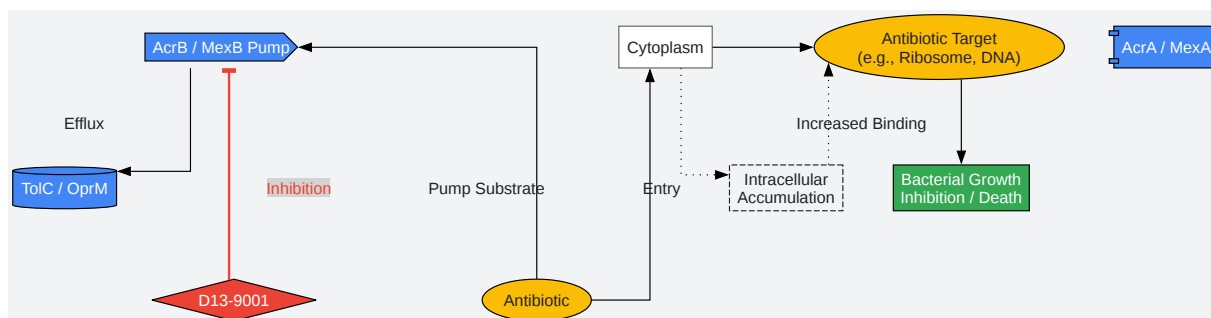 AcrB / MexB Pump
Cytoplasm
Antibiotic Target
(e.g., Ribosome, DNA)
AcrA / MexA
Efflux
Increased Binding
TolC / OprM
Inhibition
Pump Substrate
Entry
Intracellular
Accumulation
Bacterial Growth
Inhibition / Death
D13-9001
Antibiotic